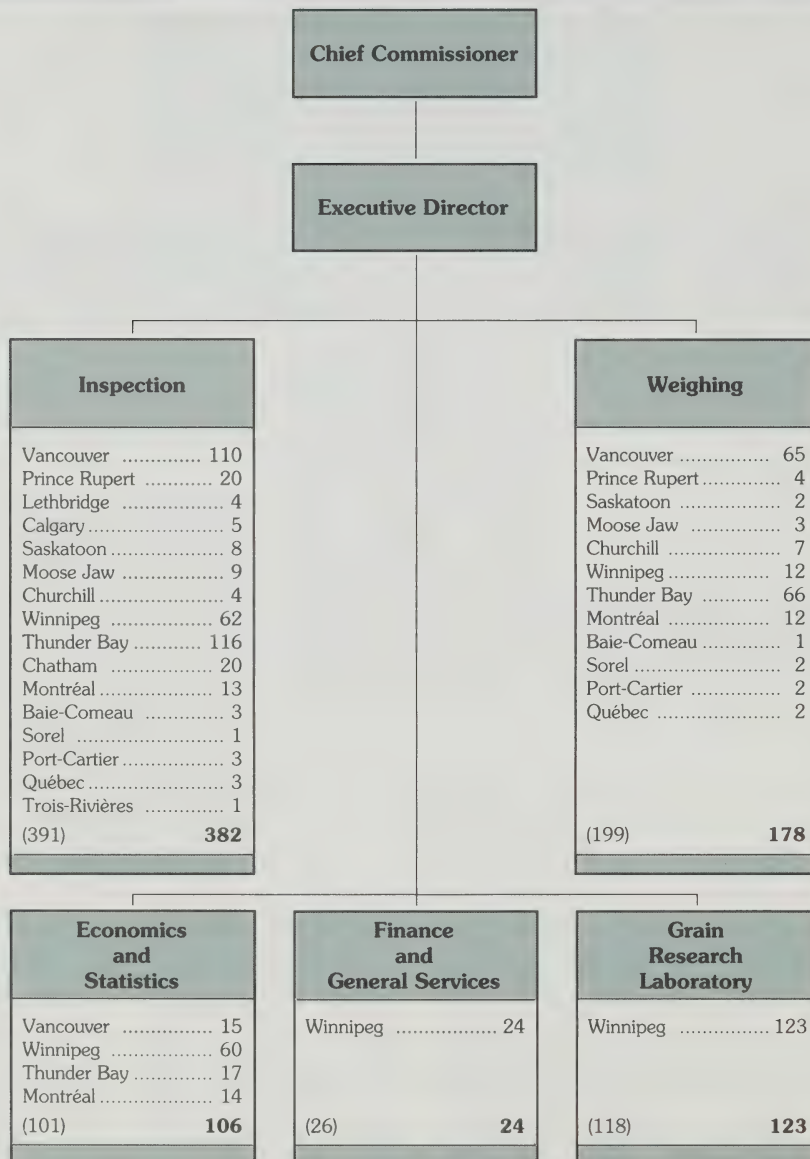 Chief Commissioner
Executive Director
Inspection
Vancouver .............. 110
Prince Rupert ............ 20
Lethbridge .................. 4
Calgary ........................ 5
Saskatoon .................... 8
Moose Jaw .................. 9
Churchill ...................... 4
Winnipeg .................. 62
Thunder Bay ............ 116
Chatham .................. 20
Montréal .................... 13
Baie-Comeau .............. 3
Sorel .......................... 1
Port-Cartier .................. 3
Québec ........................ 3
Trois-Rivières .............. 1
(391) 382
Weighing
Vancouver ................ 65
Prince Rupert .............. 4
Saskatoon .................. 2
Moose Jaw ................ 3
Churchill .................... 7
Winnipeg .................. 12
Thunder Bay ............ 66
Montréal .................. 12
Baie-Comeau .............. 1
Sorel .......................... 2
Port-Cartier ................ 2
Québec ...................... 2
(199) 178
Economics
and
Statistics
Vancouver ................ 15
Winnipeg .................. 60
Thunder Bay .............. 17
Montréal .................... 14
(101) 106
Finance
and
General Services
Winnipeg .................. 24
(26) 24
Grain
Research
Laboratory
Winnipeg ................ 123
(118) 123